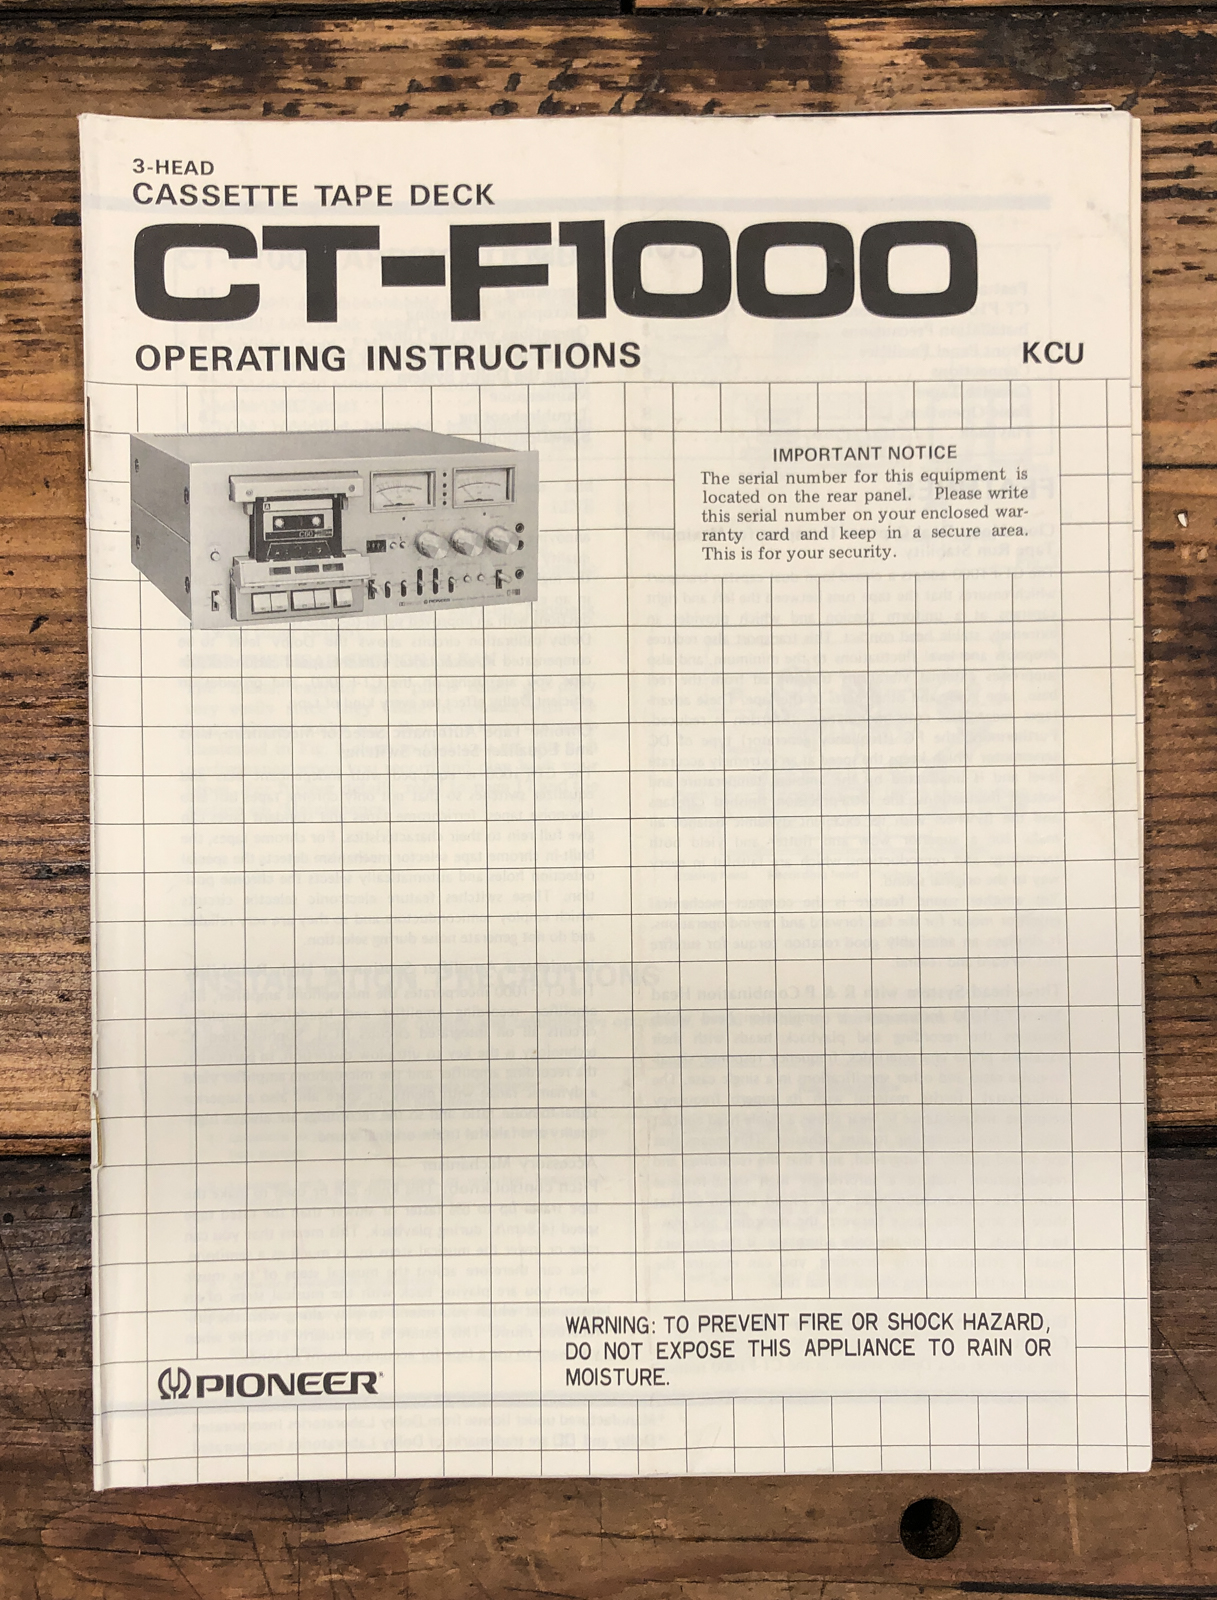 3-HEAD
CASSETTE TAPE DECK
CT-F1000
OPERATING INSTRUCTIONS
KCU
IMPORTANT NOTICE
The serial number for this equipment is
located on the rear panel. Please write
this serial number on your enclosed war-
ranty card and keep in a secure area.
This is for your security.
WARNING: TO PREVENT FIRE OR SHOCK HAZARD,
DO NOT EXPOSE THIS APPLIANCE TO RAIN OR
MOISTURE.
PIONEER